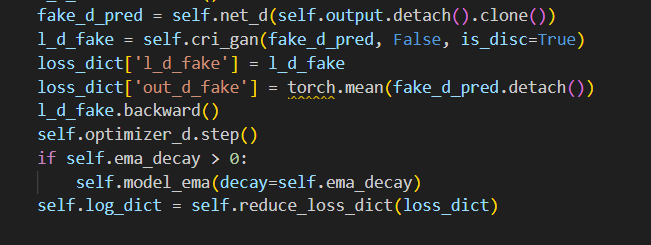 fake_d_pred = self.net_d(self.output.detach().clone())
l_d_fake = self.cri_gan(fake_d_pred, False, is_disc=True)
loss_dict['l_d_fake'] = l_d_fake
loss_dict['out_d_fake'] = torch.mean(fake_d_pred.detach())
l_d_fake.backward()
self.optimizer_d.step()
if self.ema_decay > 0:
    self.model_ema(decay=self.ema_decay)
self.log_dict = self.reduce_loss_dict(loss_dict)